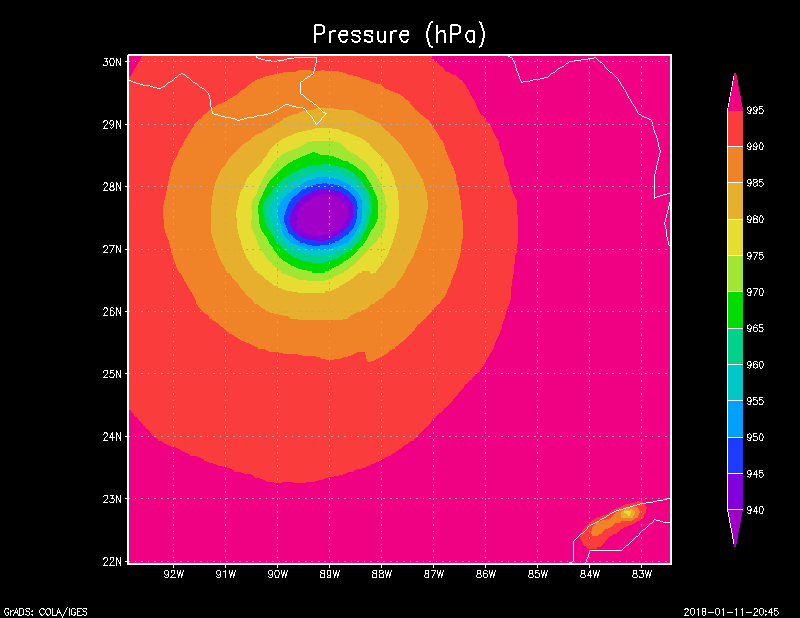 Pressure (hPa)
30N
29N
28N
27N
26N
25N
24N
23N
22N
92W 91W 90W 89W 88W 87W 86W 85W 84W 83W
995
990
985
980
975
970
965
960
955
950
945
940
GrADS: COLA/IGES
2018-01-11-20:45